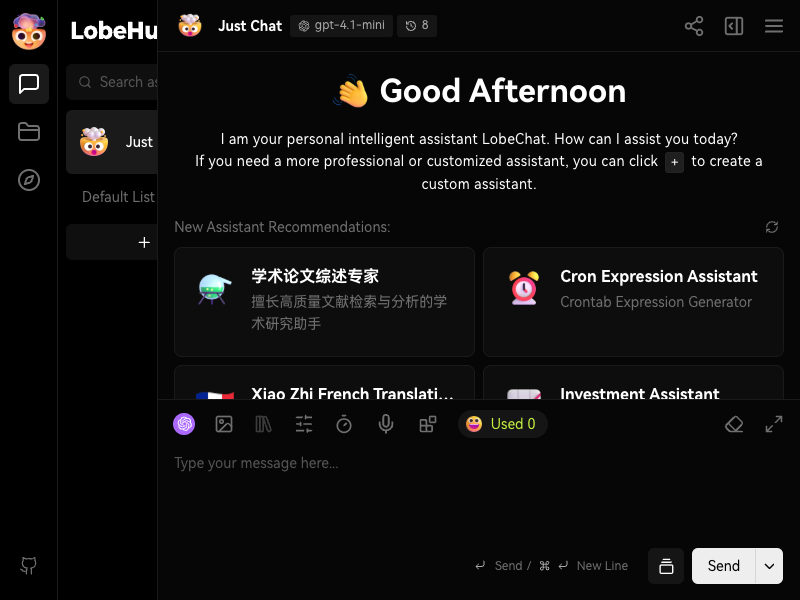 LobeHu
Search as
Just
Default List
Just Chat
gpt-4.1-mini
8
Good Afternoon
I am your personal intelligent assistant LobeChat. How can I assist you today?
If you need a more professional or customized assistant, you can click + to create a
custom assistant.
New Assistant Recommendations:
学术论文综述专家
擅长高质量文献检索与分析的学
术研究助手
Cron Expression Assistant
Crontab Expression Generator
Xiao Zhi French Translati...
Investment Assistant
Used 0
Type your message here...
Send / ⌘ New Line
Send